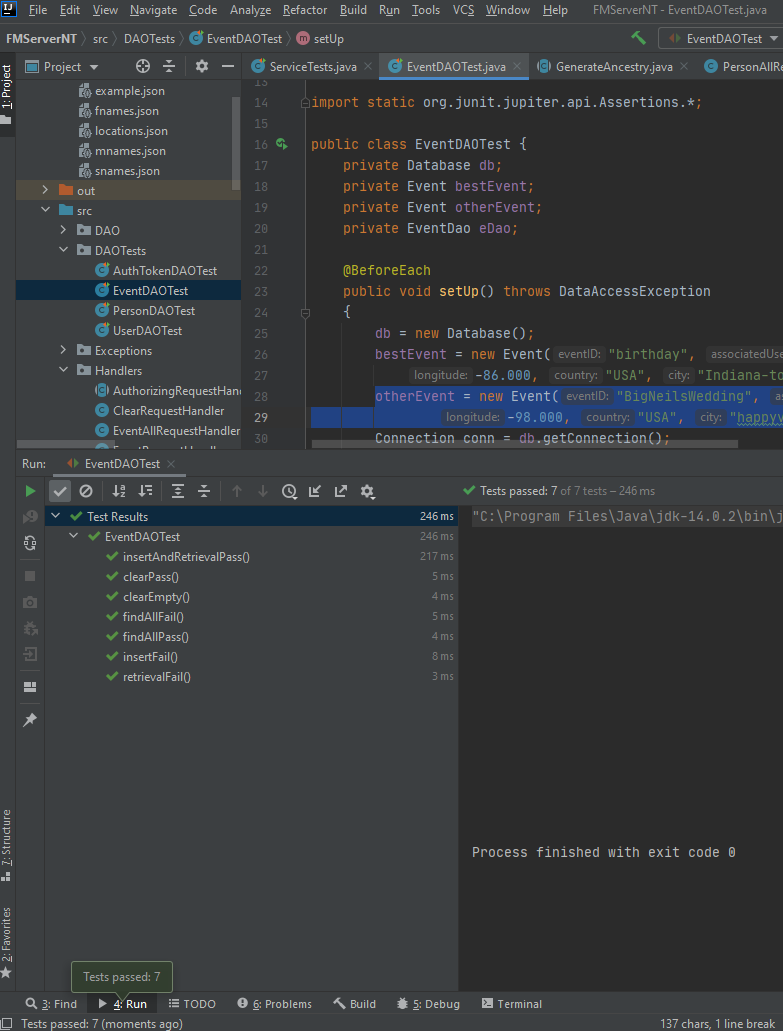 File Edit View Navigate Code Analyze Refactor Build Run Tools VCS Window Help FMServerNT - EventDAOTest.java
FMServerNT src DAOTests EventDAOTest setUp EventDAOTest
Project ServiceTests.java EventDAOTest.java GenerateAncestry.java PersonAllRe
1: Project
example.json
fnames.json
locations.json
mnames.json
snames.json
out
src
DAO
DAOTests
AuthTokenDAOTest
EventDAOTest
PersonDAOTest
UserDAOTest
Exceptions
Handlers
AuthorizingRequestHan
ClearRequestHandler
EventAllRequestHandler
13
14 import static org.junit.jupiter.api.Assertions.*;
15
16 public class EventDAOTest {
17 private Database db;
18 private Event bestEvent;
19 private Event otherEvent;
20 private EventDao eDao;
21
22 @BeforeEach
23 public void setUp() throws DataAccessException
24 {
25 db = new Database();
26 bestEvent = new Event( eventID: "birthday", associatedUse
27 longitude: -86.000, country: "USA", city: "Indiana-to
28 otherEvent = new Event( eventID: "BigNeilsWedding", as
29 longitude: -98.000, country: "USA", city: "happyv
30 Connection conn = db.getConnection();
Run: EventDAOTest
Tests passed: 7 of 7 tests – 246 ms
Test Results 246 ms
EventDAOTest 246 ms
insertAndRetrievalPass() 217 ms
clearPass() 5 ms
clearEmpty() 4 ms
findAllFail() 5 ms
findAllPass() 4 ms
insertFail() 8 ms
retrievalFail() 3 ms
"C:\Program Files\Java\jdk-14.0.2\bin\j
Process finished with exit code 0
7: Structure
2: Favorites
Tests passed: 7
3: Find 4: Run TODO 6: Problems Build 5: Debug Terminal
Tests passed: 7 (moments ago) 137 chars, 1 line break